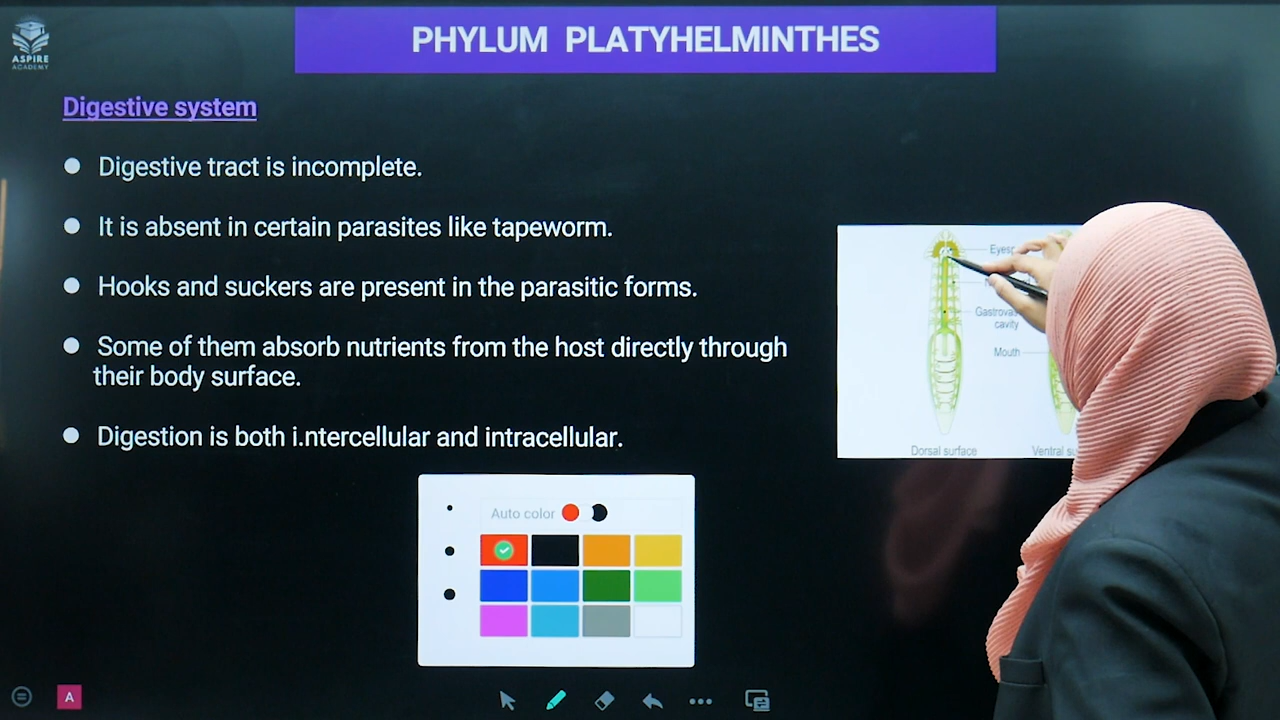 ASPIRE
ACADEMY
PHYLUM PLATYHELMINTHES
Digestive system
● Digestive tract is incomplete.
● It is absent in certain parasites like tapeworm.
● Hooks and suckers are present in the parasitic forms.
● Some of them absorb nutrients from the host directly through
their body surface.
● Digestion is both i.ntercellular and intracellular.
Eyesp
Gastrovas
cavity
Mouth
Dorsal surface
Ventral su
Auto color
A